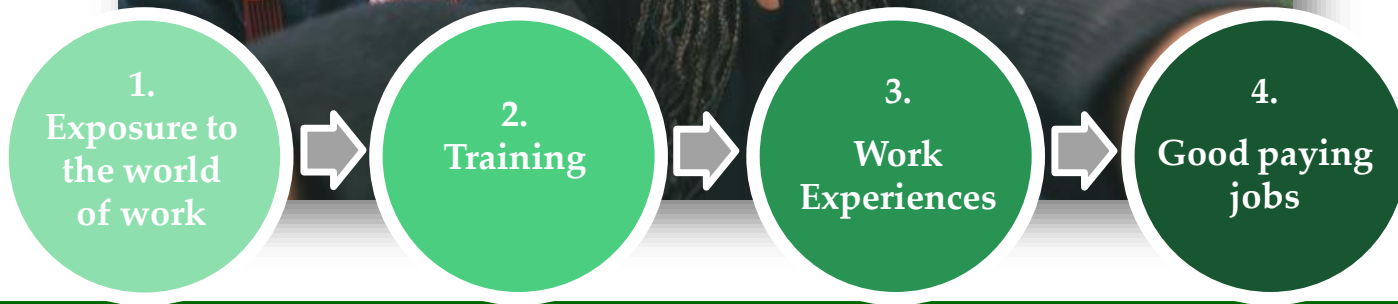 1.
Exposure to
the world
of work
2.
Training
3.
Work
Experiences
4.
Good paying
jobs